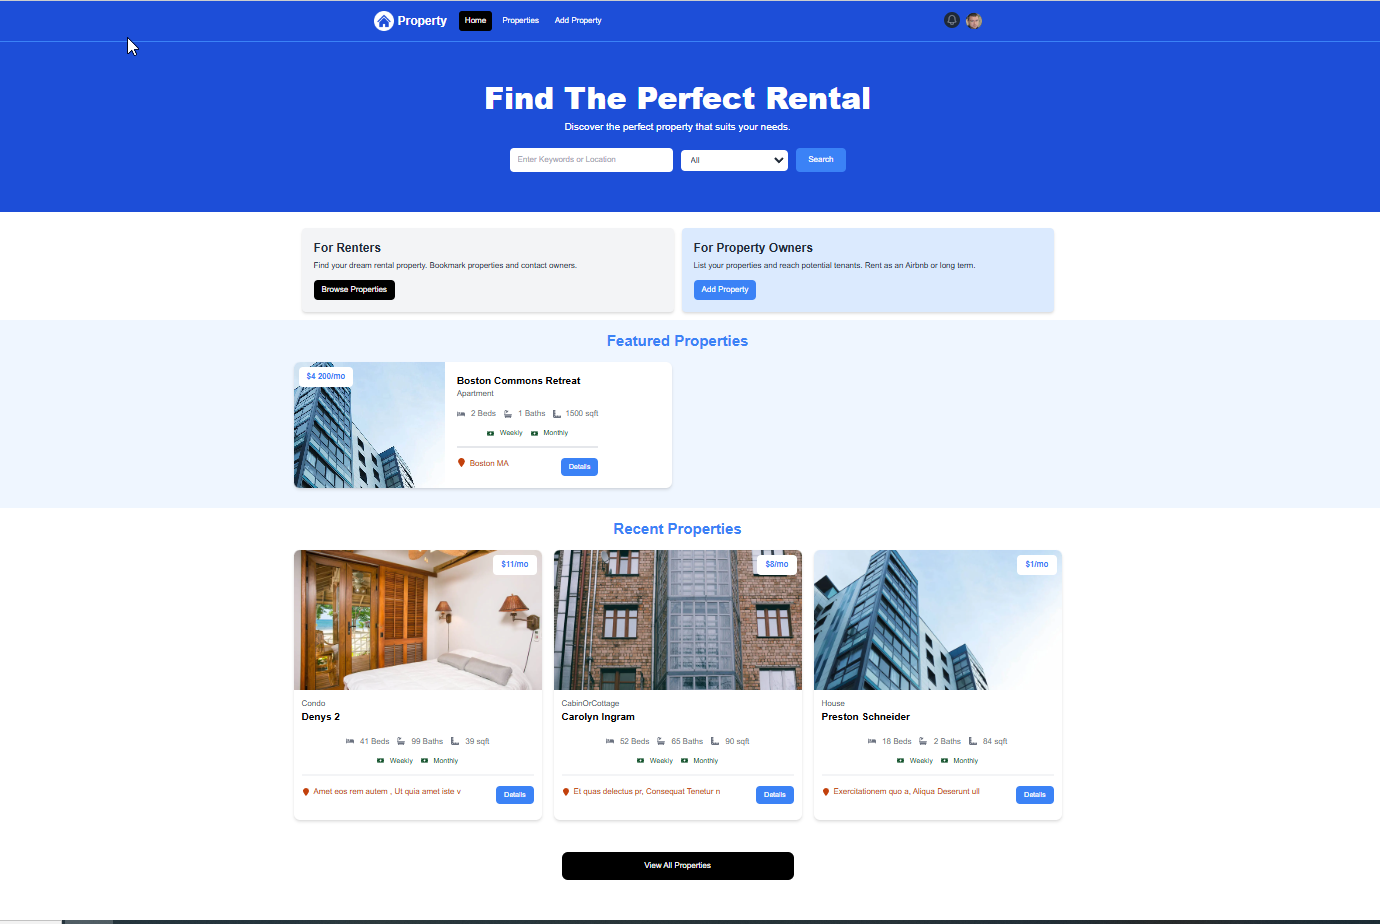 Property Home Properties Add Property
Find The Perfect Rental
Discover the perfect property that suits your needs.
Enter Keywords or Location All Search
For Renters
Find your dream rental property. Bookmark properties and contact owners.
Browse Properties
For Property Owners
List your properties and reach potential tenants. Rent as an Airbnb or long term.
Add Property
Featured Properties
$4 200/mo
Boston Commons Retreat
Apartment
2 Beds 1 Baths 1500 sqft
Weekly Monthly
Boston MA Details
Recent Properties
$11/mo
Condo
Denys 2
41 Beds 99 Baths 39 sqft
Weekly Monthly
Amet eos rem autem , Ut quia amet iste v Details
$8/mo
CabinOrCottage
Carolyn Ingram
52 Beds 65 Baths 90 sqft
Weekly Monthly
Et quas delectus pr, Consequat Tenetur n Details
$1/mo
House
Preston Schneider
18 Beds 2 Baths 84 sqft
Weekly Monthly
Exercitationem quo a, Aliqua Deserunt ull Details
View All Properties